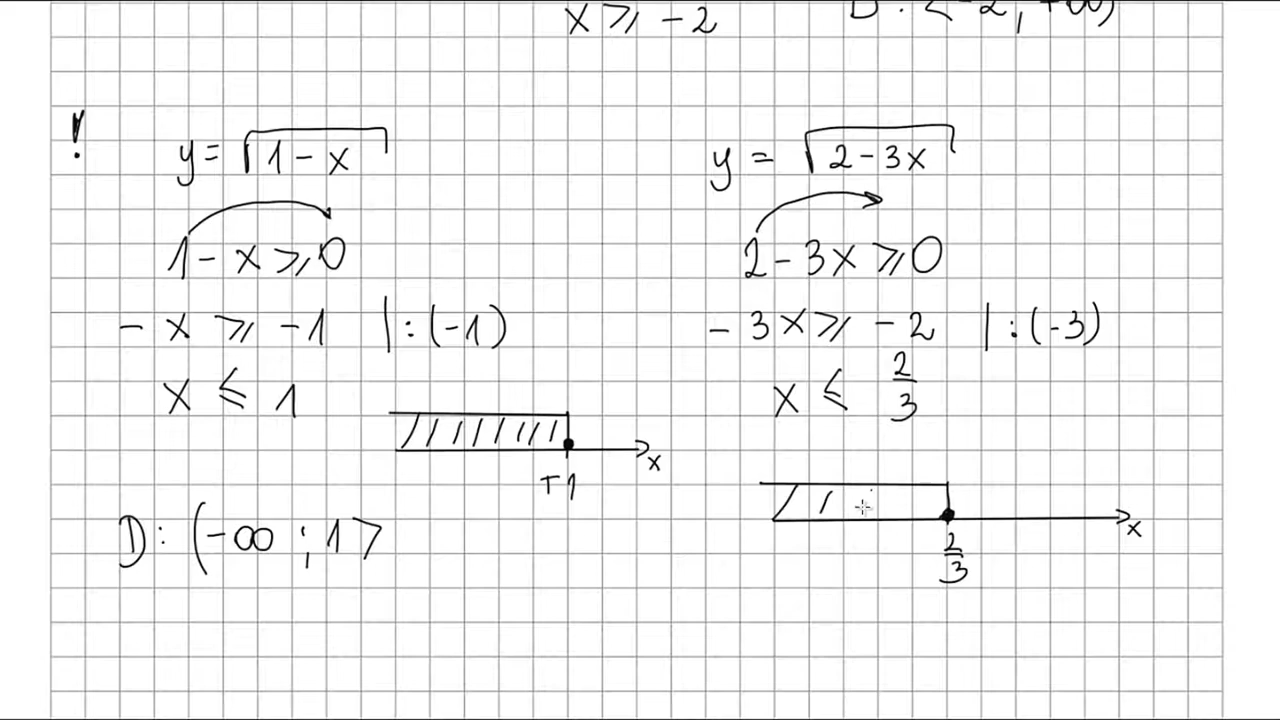 x ⩾ -2   D: <-2, +∞)
!
y = √(1 - x)
1 - x ⩾ 0
- x ⩾ -1 | : (-1)
x ≤ 1
x
+1
D: (-∞ ; 1>
y = √(2 - 3x)
2 - 3x ⩾ 0
- 3x ⩾ -2 | : (-3)
x ≤ 2/3
x
2/3